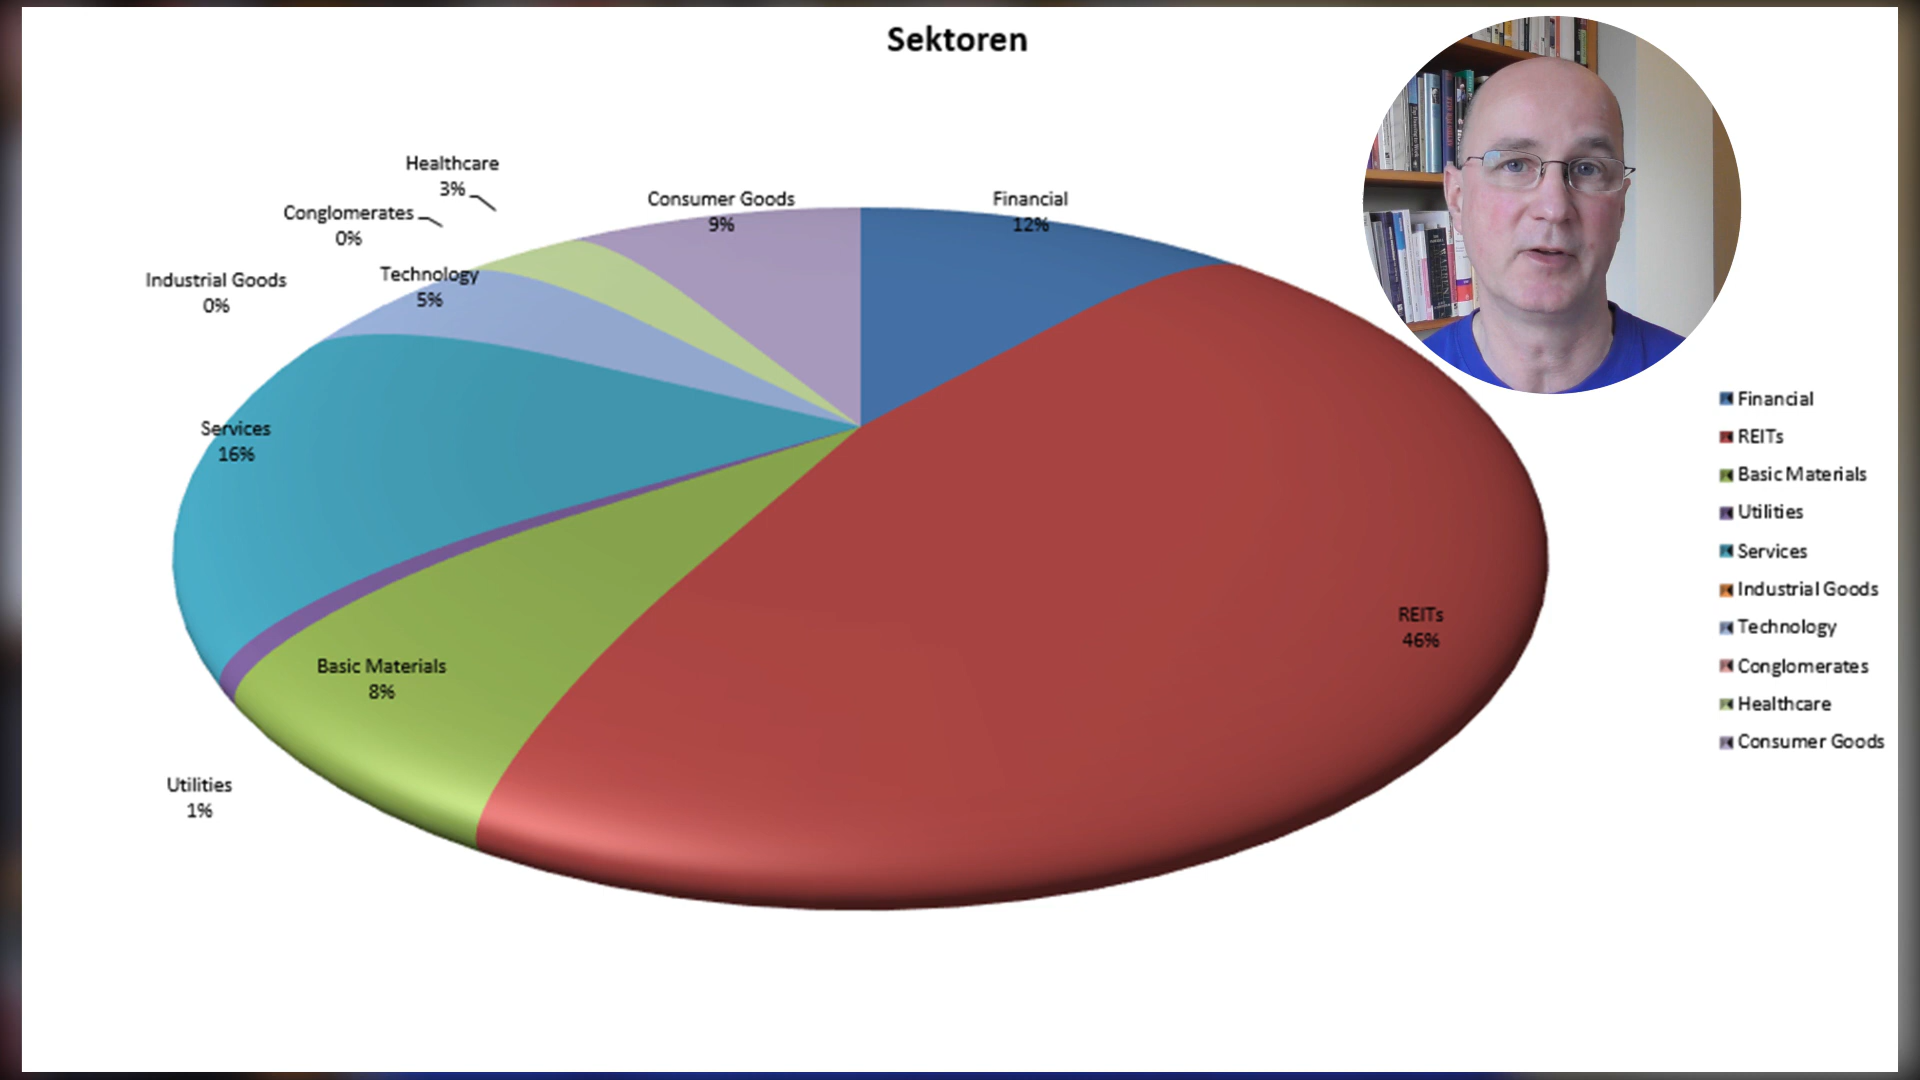 Sektoren
Healthcare
3%
Conglomerates
0%
Consumer Goods
9%
Financial
12%
Industrial Goods
0%
Technology
5%
Services
16%
REITs
46%
Basic Materials
8%
Utilities
1%
Financial
REITs
Basic Materials
Utilities
Services
Industrial Goods
Technology
Conglomerates
Healthcare
Consumer Goods